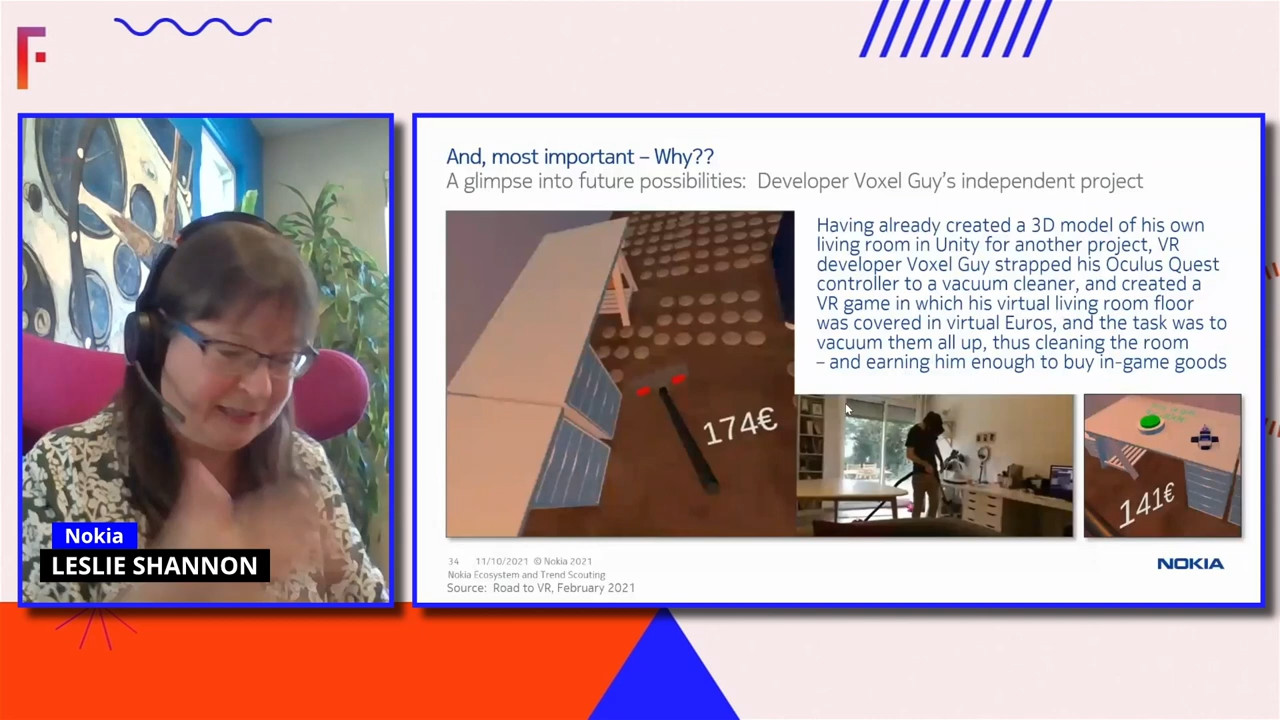 F
Nokia
LESLIE SHANNON
And, most important – Why??
A glimpse into future possibilities: Developer Voxel Guy's independent project
Having already created a 3D model of his own
living room in Unity for another project, VR
developer Voxel Guy strapped his Oculus Quest
controller to a vacuum cleaner, and created a
VR game in which his virtual living room floor
was covered in virtual Euros, and the task was to
vacuum them all up, thus cleaning the room
– and earning him enough to buy in-game goods
174€
141€
34 11/10/2021 © Nokia 2021
Nokia Ecosystem and Trend Scouting
Source: Road to VR, February 2021
NOKIA